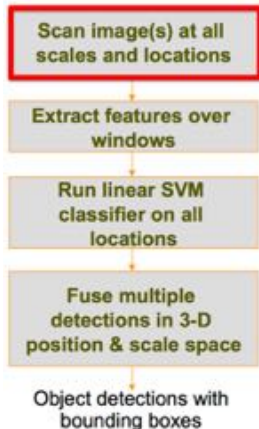 Scan image(s) at all
scales and locations
Extract features over
windows
Run linear SVM
classifier on all
locations
Fuse multiple
detections in 3-D
position & scale space
Object detections with
bounding boxes